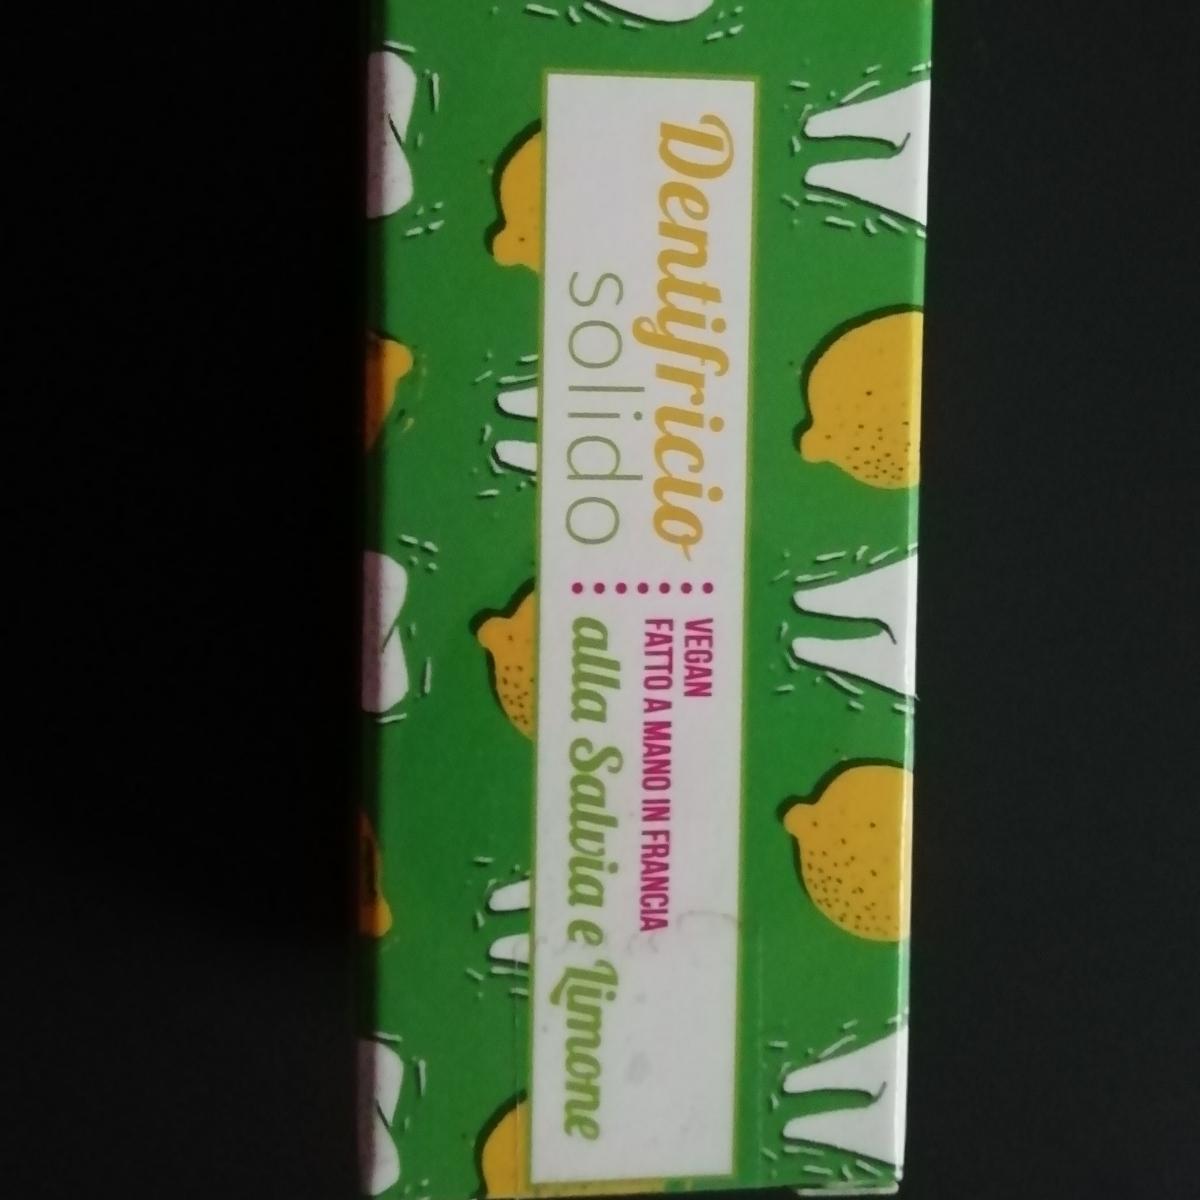 Dentifricio
solido
VEGAN
FATTO A MANO IN FRANCIA
alla Salvia e Limone